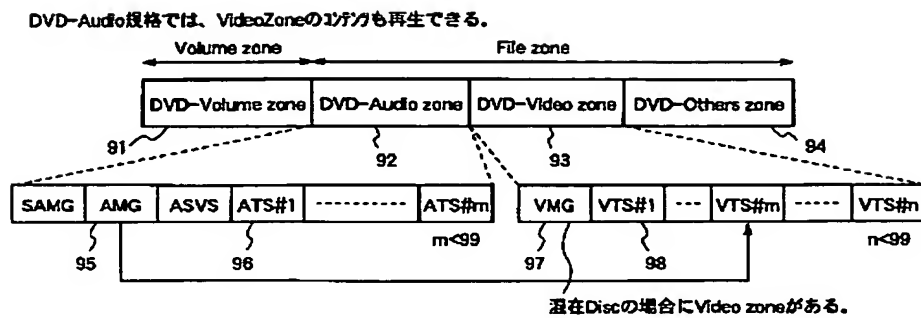 DVD-Audio規格では、VideoZoneのｺﾝﾃﾝﾂも再生できる。
Volume zone File zone
DVD-Volume zone DVD-Audio zone DVD-Video zone DVD-Others zone
91 92 93 94
SAMG AMG ASVS ATS#1 ATS#m VMG VTS#1 VTS#m VTS#n
m<99 n<99
95 96 97 98
混在Discの場合にVideo zoneがある。